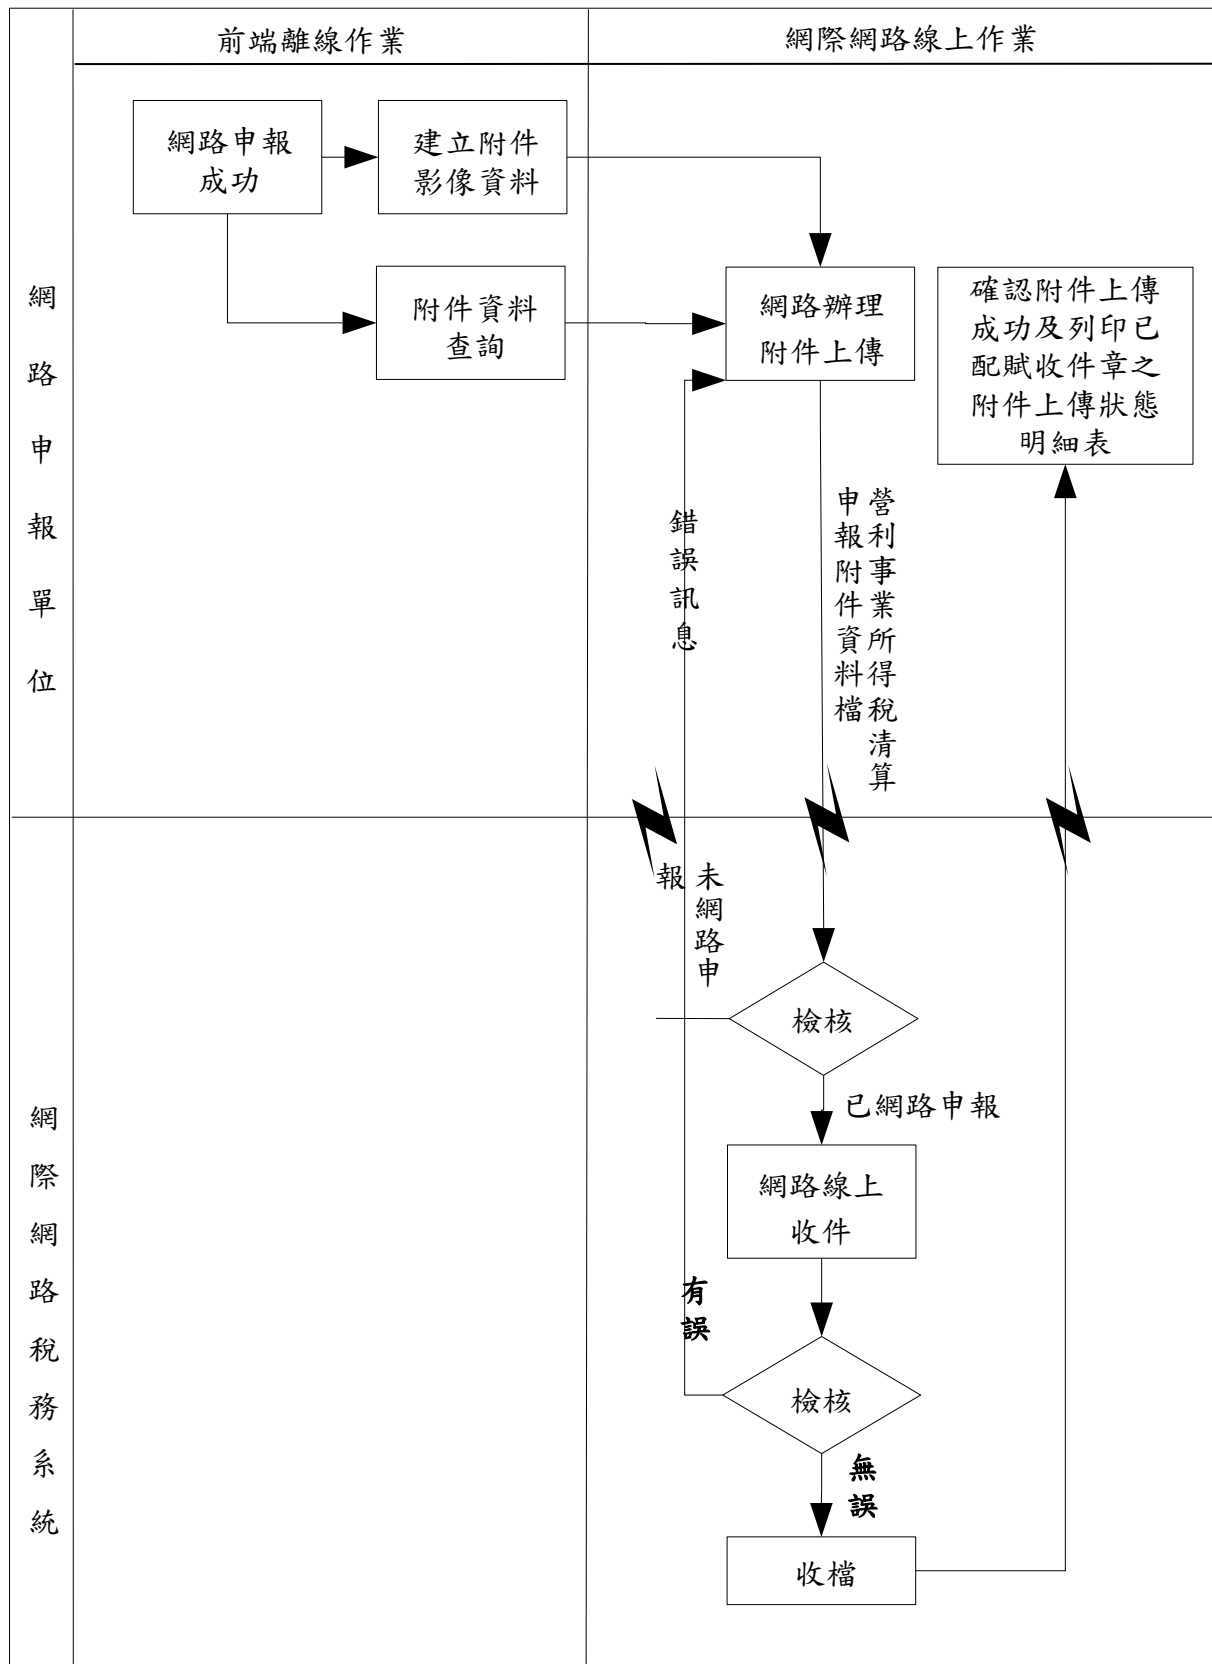 前端離線作業
網際網路線上作業
網路申報單位
網路申報
成功
建立附件
影像資料
附件資料
查詢
網路辦理
附件上傳
確認附件上傳
成功及列印已
配賦收件章之
附件上傳狀態
明細表
錯誤訊息
營利事業所得稅清算
申報附件資料檔
未網路申
報
網際網路稅務系統
檢核
已網路申報
網路線上
收件
有誤
檢核
無誤
收檔